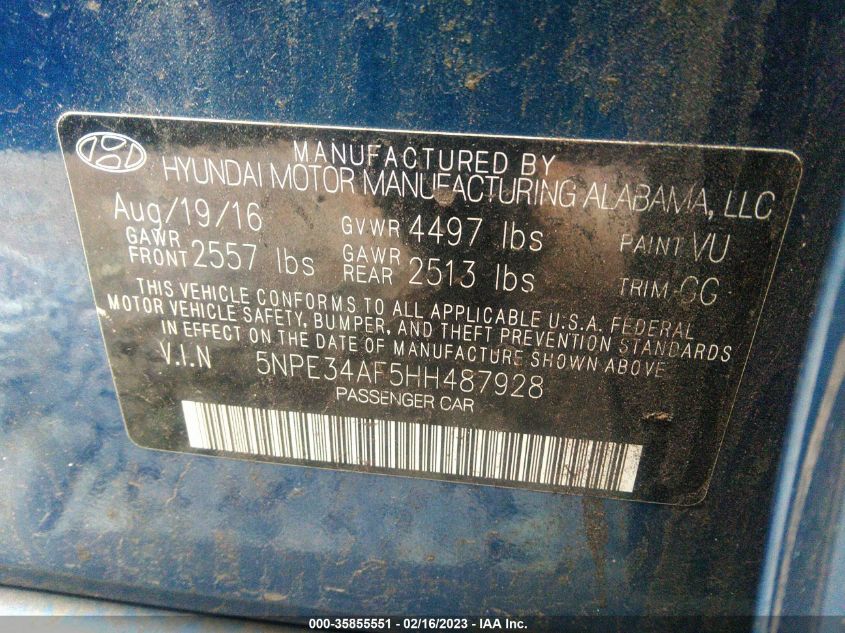 MANUFACTURED BY
HYUNDAI MOTOR MANUFACTURING ALABAMA, LLC
Aug/19/16 GVWR 4497 lbs PAINT VU
GAWR FRONT 2557 lbs GAWR REAR 2513 lbs TRIM GG
THIS VEHICLE CONFORMS TO ALL APPLICABLE U.S.A. FEDERAL
MOTOR VEHICLE SAFETY, BUMPER, AND THEFT PREVENTION STANDARDS
IN EFFECT ON THE DATE OF MANUFACTURE SHOWN ABOVE
V.I.N 5NPE34AF5HH487928
PASSENGER CAR
000-35855551 - 02/16/2023 - IAA Inc.